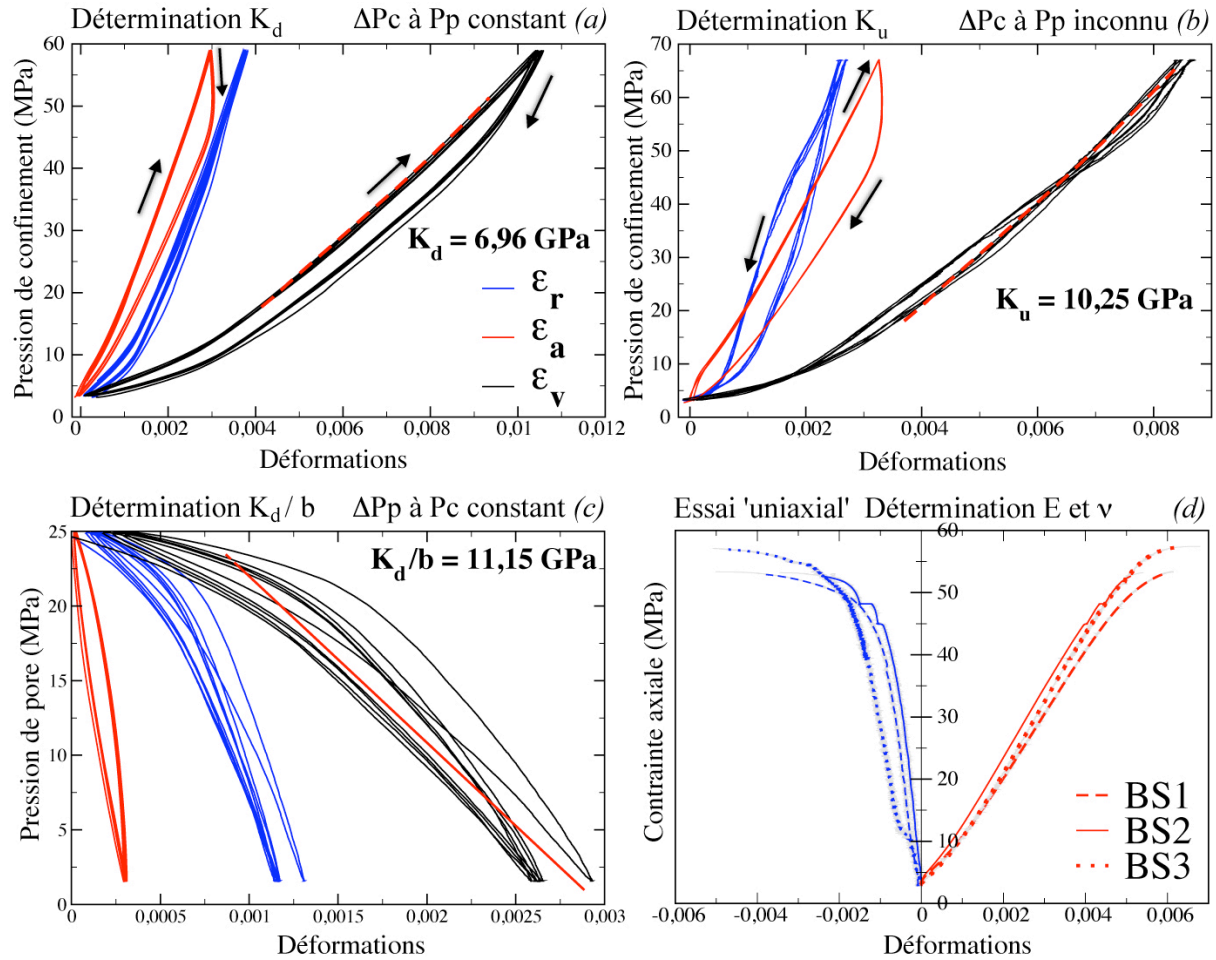 Détermination K_d ΔPc à Pp constant (a)
Pression de confinement (MPa)
60
50
40
30
20
10
0
K_d = 6,96 GPa
ε_r
ε_a
ε_v
0 0,002 0,004 0,006 0,008 0,01 0,012
Déformations
Détermination K_u ΔPc à Pp inconnu (b)
Pression de confinement (MPa)
70
60
50
40
30
20
10
0
K_u = 10,25 GPa
0 0,002 0,004 0,006 0,008
Déformations
Détermination K_d / b ΔPp à Pc constant (c)
Pression de pore (MPa)
25
20
15
10
5
0
K_d/b = 11,15 GPa
0 0,0005 0,001 0,0015 0,002 0,0025 0,003
Déformations
Essai 'uniaxial' Détermination E et ν (d)
Contrainte axiale (MPa)
60
50
40
30
20
10
0
BS1
BS2
BS3
-0,006 -0,004 -0,002 0 0,002 0,004 0,006
Déformations